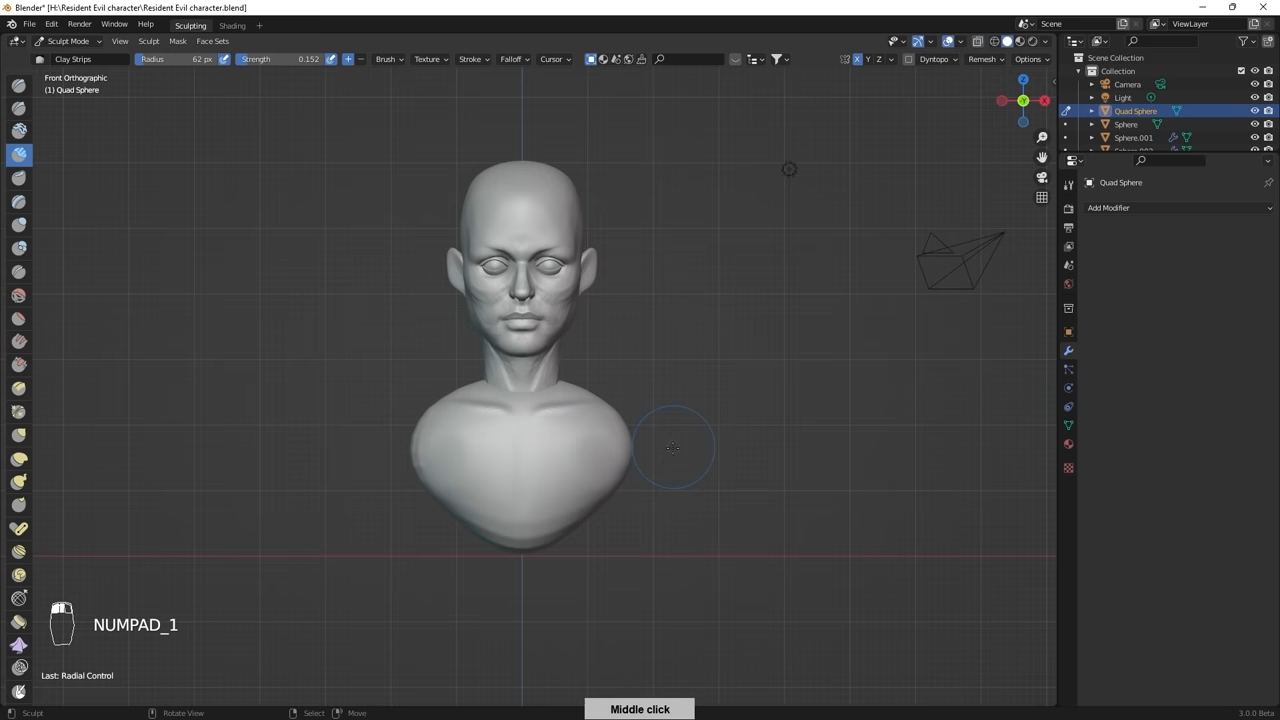 Blender* [H:\Resident Evil character\Resident Evil character.blend]
File Edit Render Window Help Sculpting Shading + Scene ViewLayer
Sculpt Mode View Sculpt Mask Face Sets
Clay Strips Radius 62 px Strength 0.152 Brush Texture Stroke Falloff Cursor X Y Z Dyntopo Remesh Options
Front Orthographic
(1) Quad Sphere
Scene Collection
Collection
Camera
Light
Quad Sphere
Sphere
Sphere.001
Z
Y
X
Quad Sphere
Add Modifier
NUMPAD_1
Last: Radial Control
Middle click
Sculpt Rotate View Select Move 3.0.0 Beta